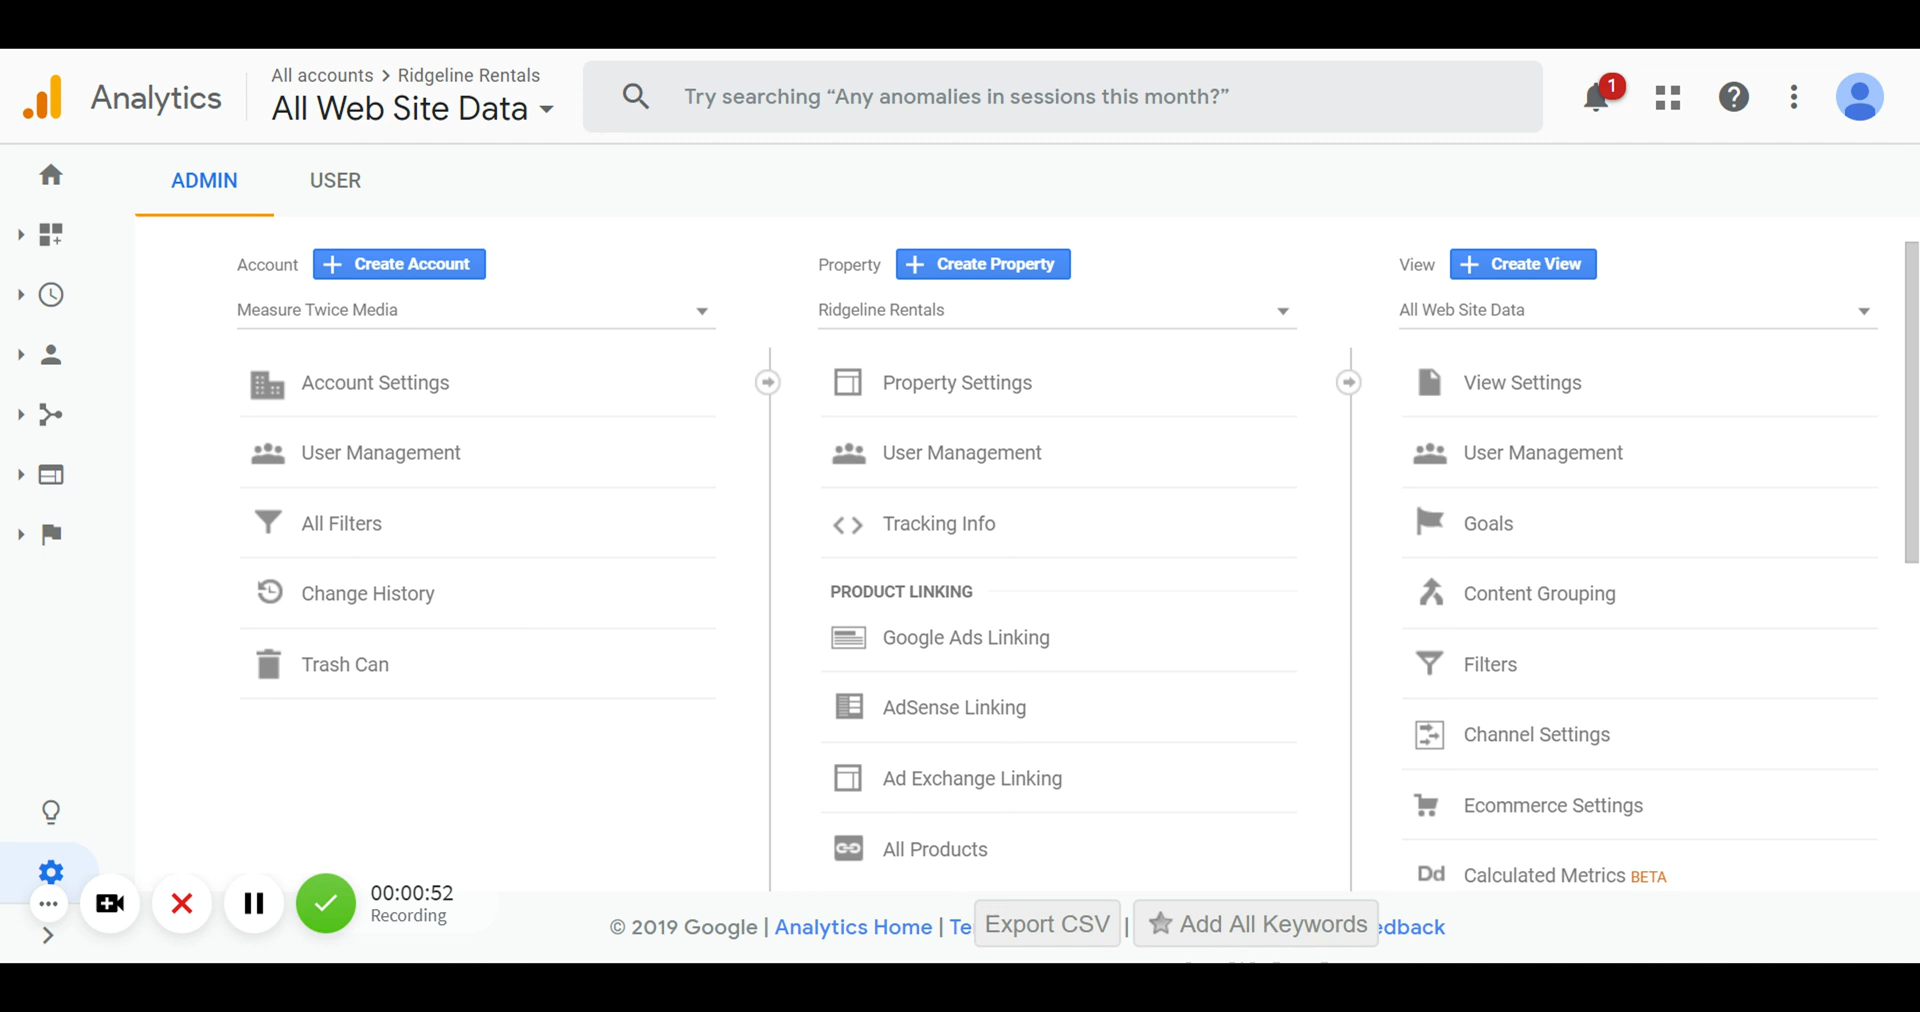 Analytics
All accounts > Ridgeline Rentals
All Web Site Data
Try searching “Any anomalies in sessions this month?”
1
ADMIN
USER
Account
+ Create Account
Measure Twice Media
Account Settings
User Management
All Filters
Change History
Trash Can
Property
+ Create Property
Ridgeline Rentals
Property Settings
User Management
Tracking Info
PRODUCT LINKING
Google Ads Linking
AdSense Linking
Ad Exchange Linking
All Products
View
+ Create View
All Web Site Data
View Settings
User Management
Goals
Content Grouping
Filters
Channel Settings
Ecommerce Settings
Dd Calculated Metrics BETA
00:00:52
Recording
© 2019 Google | Analytics Home | Te
Export CSV
|
Add All Keywords
edback